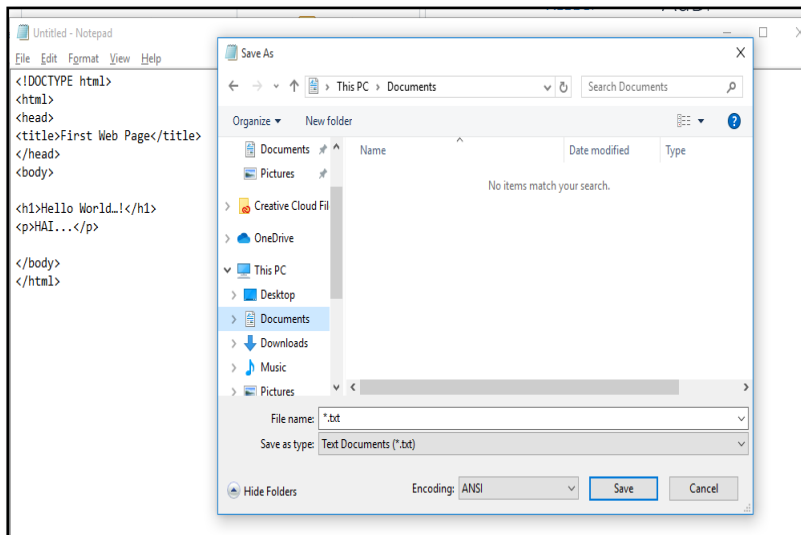 Untitled - Notepad
File Edit Format View Help
<!DOCTYPE html>
<html>
<head>
<title>First Web Page</title>
</head>
<body>
<h1>Hello World…!</h1>
<p>HAI...</p>
</body>
</html>
Save As
This PC > Documents
Search Documents
Organize
New folder
Documents
Pictures
Creative Cloud Fil
OneDrive
This PC
Desktop
Documents
Downloads
Music
Pictures
Name
Date modified
Type
No items match your search.
File name: *.txt
Save as type: Text Documents (*.txt)
Hide Folders
Encoding: ANSI
Save
Cancel